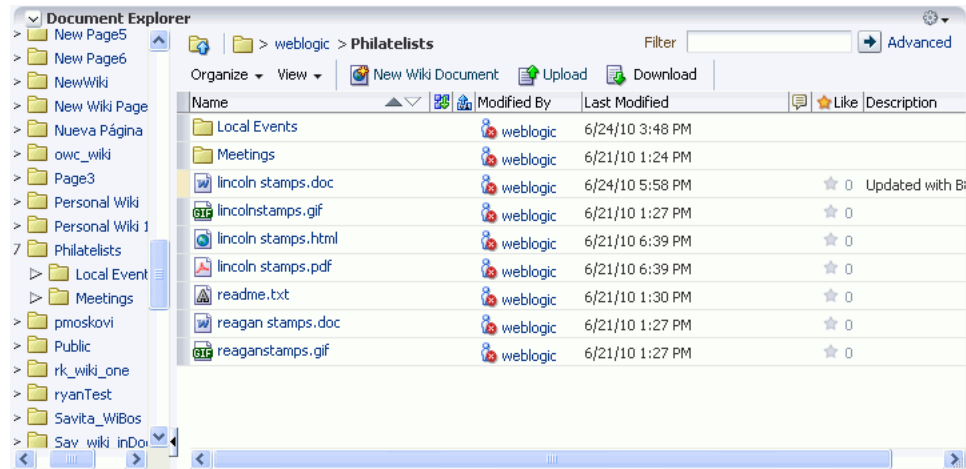 Document Explorer
New Page5
New Page6
NewWiki
New Wiki Page
Nueva Página
owc_wiki
Page3
Personal Wiki
Personal Wiki 1
Philatelists
Local Event
Meetings
pmoskovi
Public
rk_wiki_one
ryanTest
Savita_WiBos
Sav_wiki_inDo
> weblogic > Philatelists
Filter
Advanced
Organize View New Wiki Document Upload Download
Name Modified By Last Modified Like Description
Local Events weblogic 6/24/10 3:48 PM
Meetings weblogic 6/21/10 1:24 PM
lincoln stamps.doc weblogic 6/24/10 5:58 PM 0 Updated with
GIF lincolnstamps.gif weblogic 6/21/10 1:27 PM 0
lincoln stamps.html weblogic 6/21/10 6:39 PM 0
lincoln stamps.pdf weblogic 6/21/10 6:39 PM 0
readme.txt weblogic 6/21/10 1:30 PM 0
reagan stamps.doc weblogic 6/21/10 1:27 PM 0
GIF reaganstamps.gif weblogic 6/21/10 1:27 PM 0